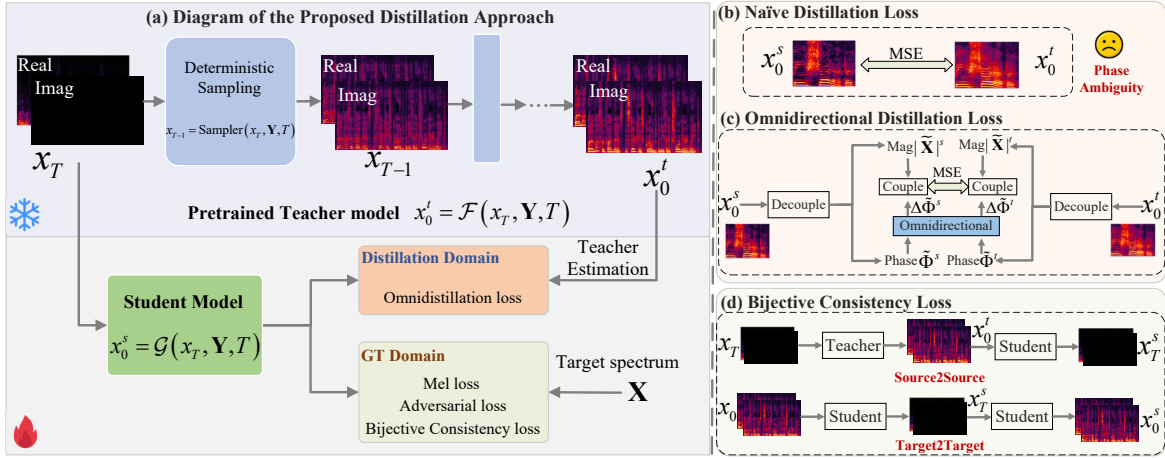 (a) Diagram of the Proposed Distillation Approach
Real
Imag
x_T
Deterministic
Sampling
x_{T-1} = Sampler(x_T, Y, T)
Real
Imag
x_{T-1}
......
Real
Imag
x_0^t
Pretrained Teacher model x_0^t = F(x_T, Y, T)
Student Model
x_0^s = G(x_T, Y, T)
Distillation Domain
Omnidistillation loss
Teacher
Estimation
GT Domain
Mel loss
Adversarial loss
Bijective Consistency loss
Target spectrum
X
(b) Naïve Distillation Loss
x_0^s
MSE
x_0^t
Phase
Ambiguity
(c) Omnidirectional Distillation Loss
Mag|X̃|^s
Mag|X̃|^t
MSE
Couple
Couple
x_0^s
Decouple
ΔΦ̃^s
ΔΦ̃^t
Decouple
x_0^t
Omnidirectional
Phase Φ̃^s
Phase Φ̃^t
(d) Bijective Consistency Loss
x_T
Teacher
x_0^t
Student
x_T^s
Source2Source
x_0
Student
x_T^s
Student
x_0^s
Target2Target